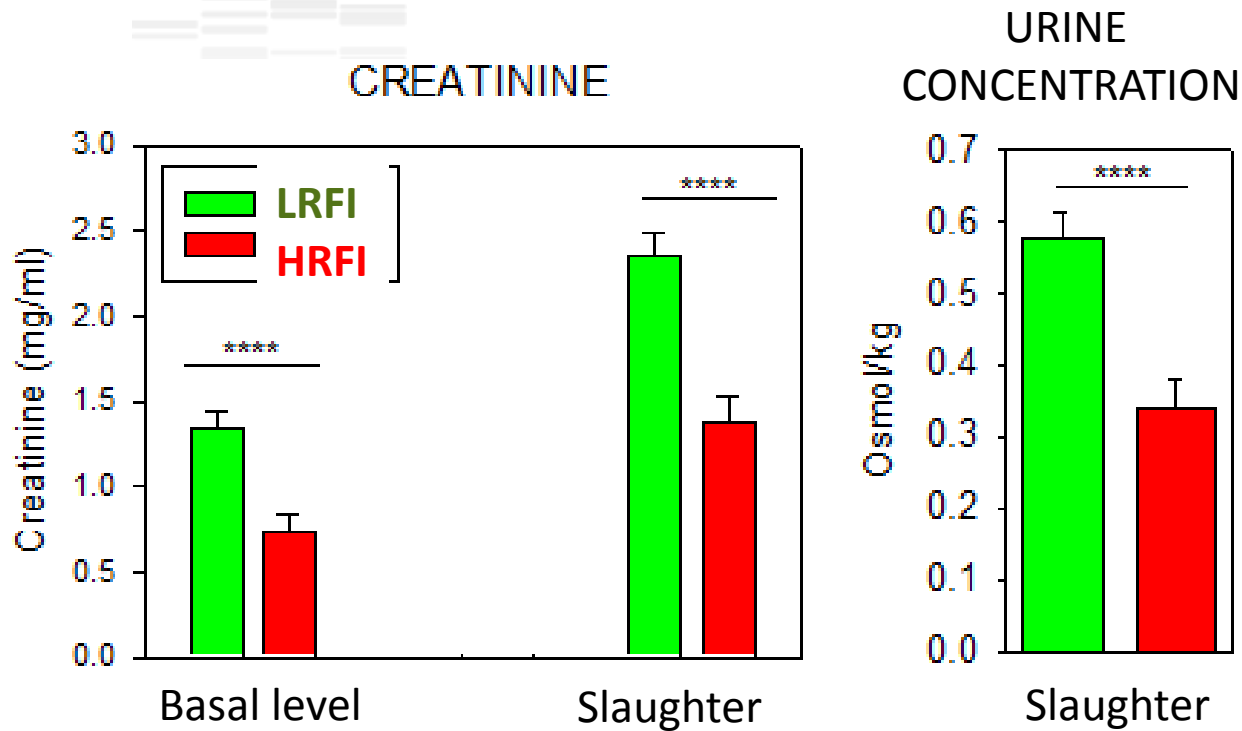 CREATININE
URINE
CONCENTRATION
Creatinine (mg/ml)
3.0
2.5
2.0
1.5
1.0
0.5
0.0
LRFI
HRFI
****
****
Basal level
Slaughter
Osmol/kg
0.7
0.6
0.5
0.4
0.3
0.2
0.1
0.0
****
Slaughter